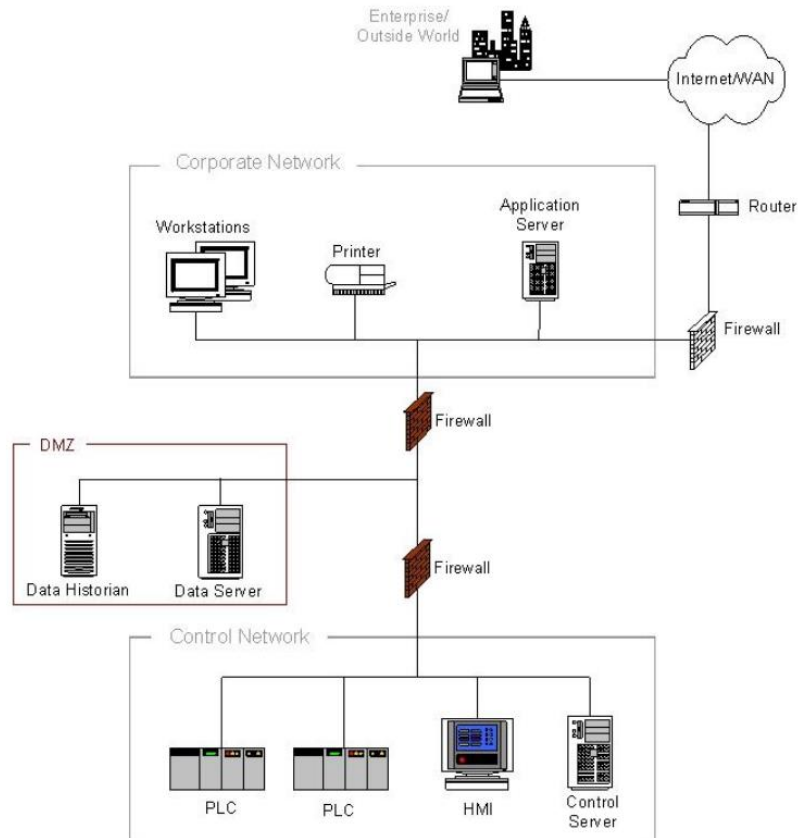 Enterprise/
Outside World
Internet/WAN
Corporate Network
Router
Application
Server
Workstations
Printer
Firewall
Firewall
DMZ
Firewall
Data Historian
Data Server
Control Network
PLC
PLC
HMI
Control
Server